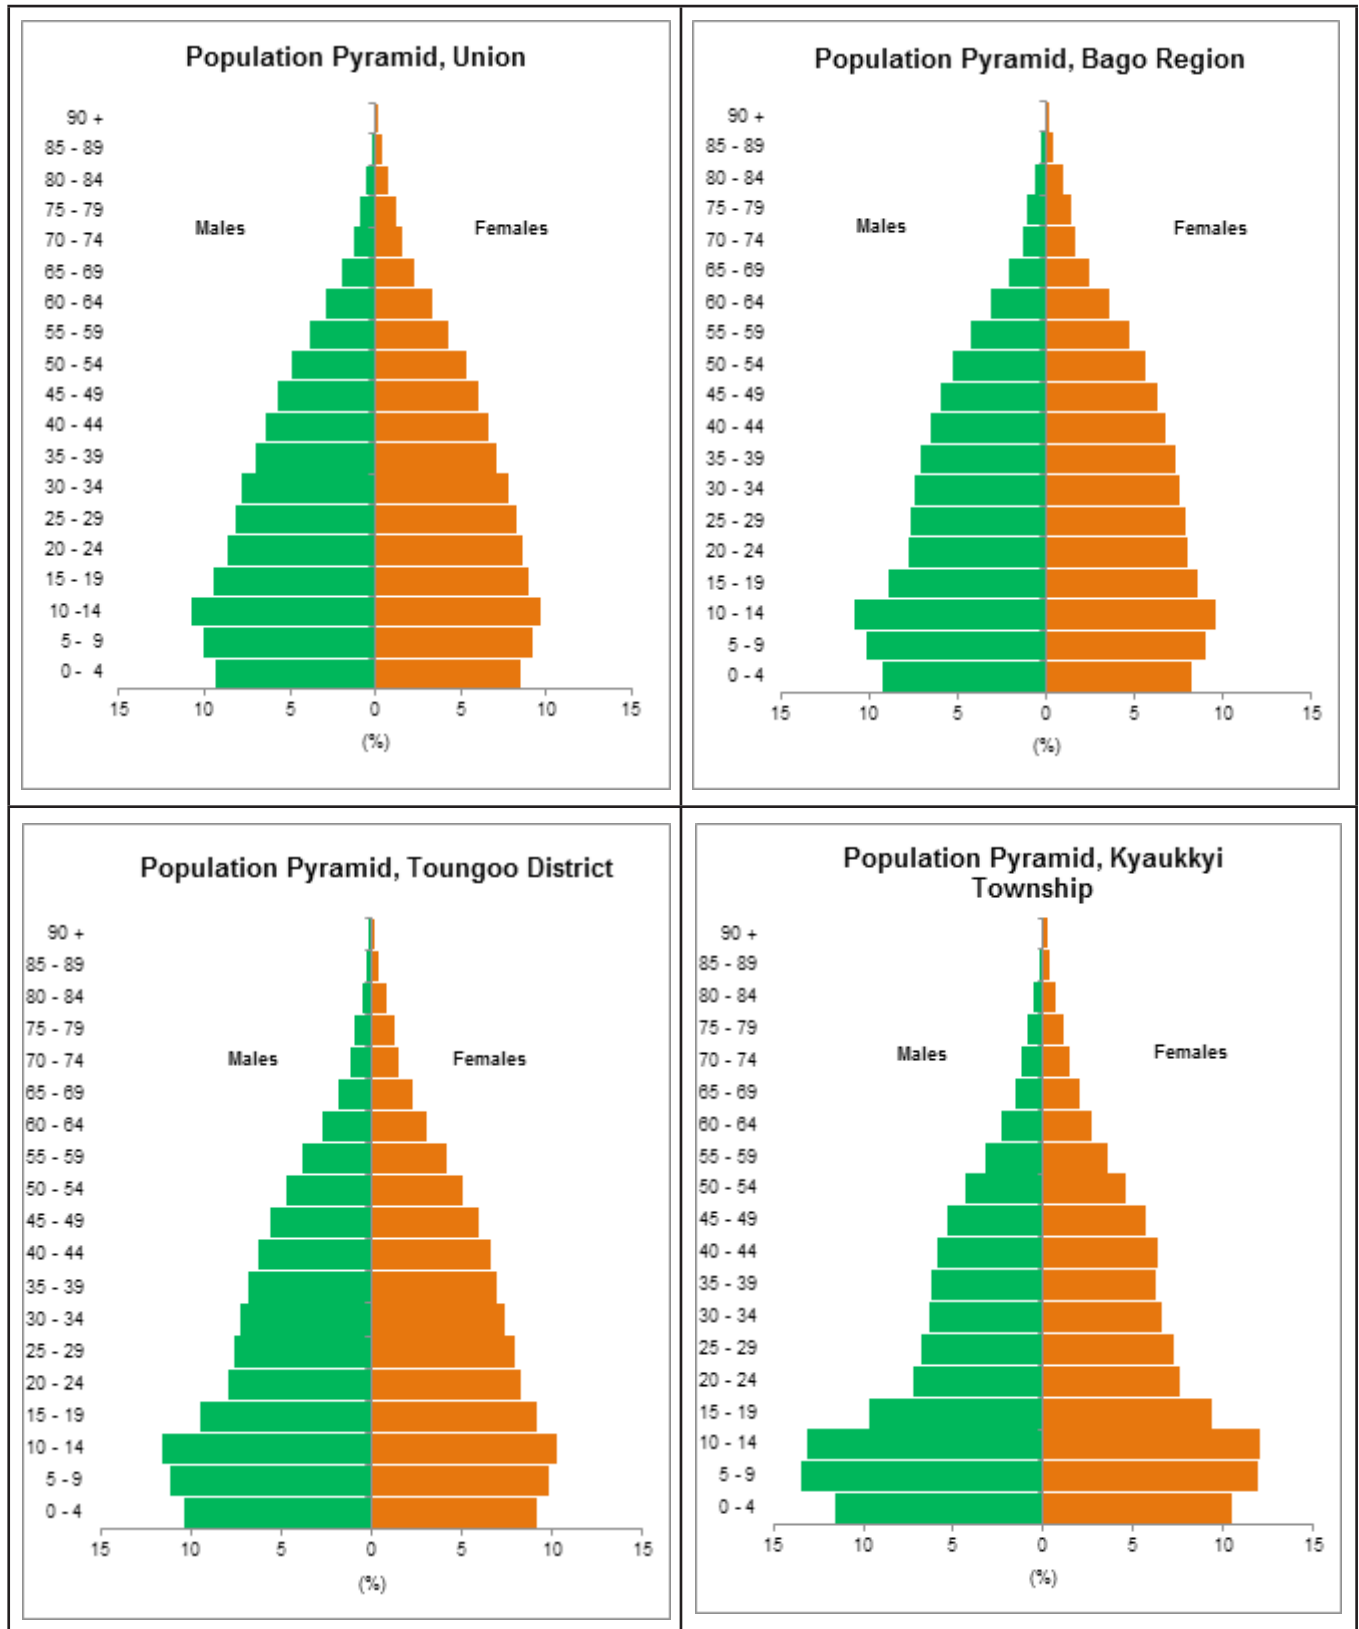 Population Pyramid, Union
90 +
85 - 89
80 - 84
75 - 79
70 - 74
65 - 69
60 - 64
55 - 59
50 - 54
45 - 49
40 - 44
35 - 39
30 - 34
25 - 29
20 - 24
15 - 19
10 -14
5 - 9
0 - 4
Males
Females
15 10 5 0 5 10 15
(%)
Population Pyramid, Bago Region
90 +
85 - 89
80 - 84
75 - 79
70 - 74
65 - 69
60 - 64
55 - 59
50 - 54
45 - 49
40 - 44
35 - 39
30 - 34
25 - 29
20 - 24
15 - 19
10 - 14
5 - 9
0 - 4
Males
Females
15 10 5 0 5 10 15
(%)
Population Pyramid, Toungoo District
90 +
85 - 89
80 - 84
75 - 79
70 - 74
65 - 69
60 - 64
55 - 59
50 - 54
45 - 49
40 - 44
35 - 39
30 - 34
25 - 29
20 - 24
15 - 19
10 - 14
5 - 9
0 - 4
Males
Females
15 10 5 0 5 10 15
(%)
Population Pyramid, Kyaukkyi
Township
90 +
85 - 89
80 - 84
75 - 79
70 - 74
65 - 69
60 - 64
55 - 59
50 - 54
45 - 49
40 - 44
35 - 39
30 - 34
25 - 29
20 - 24
15 - 19
10 - 14
5 - 9
0 - 4
Males
Females
15 10 5 0 5 10 15
(%)